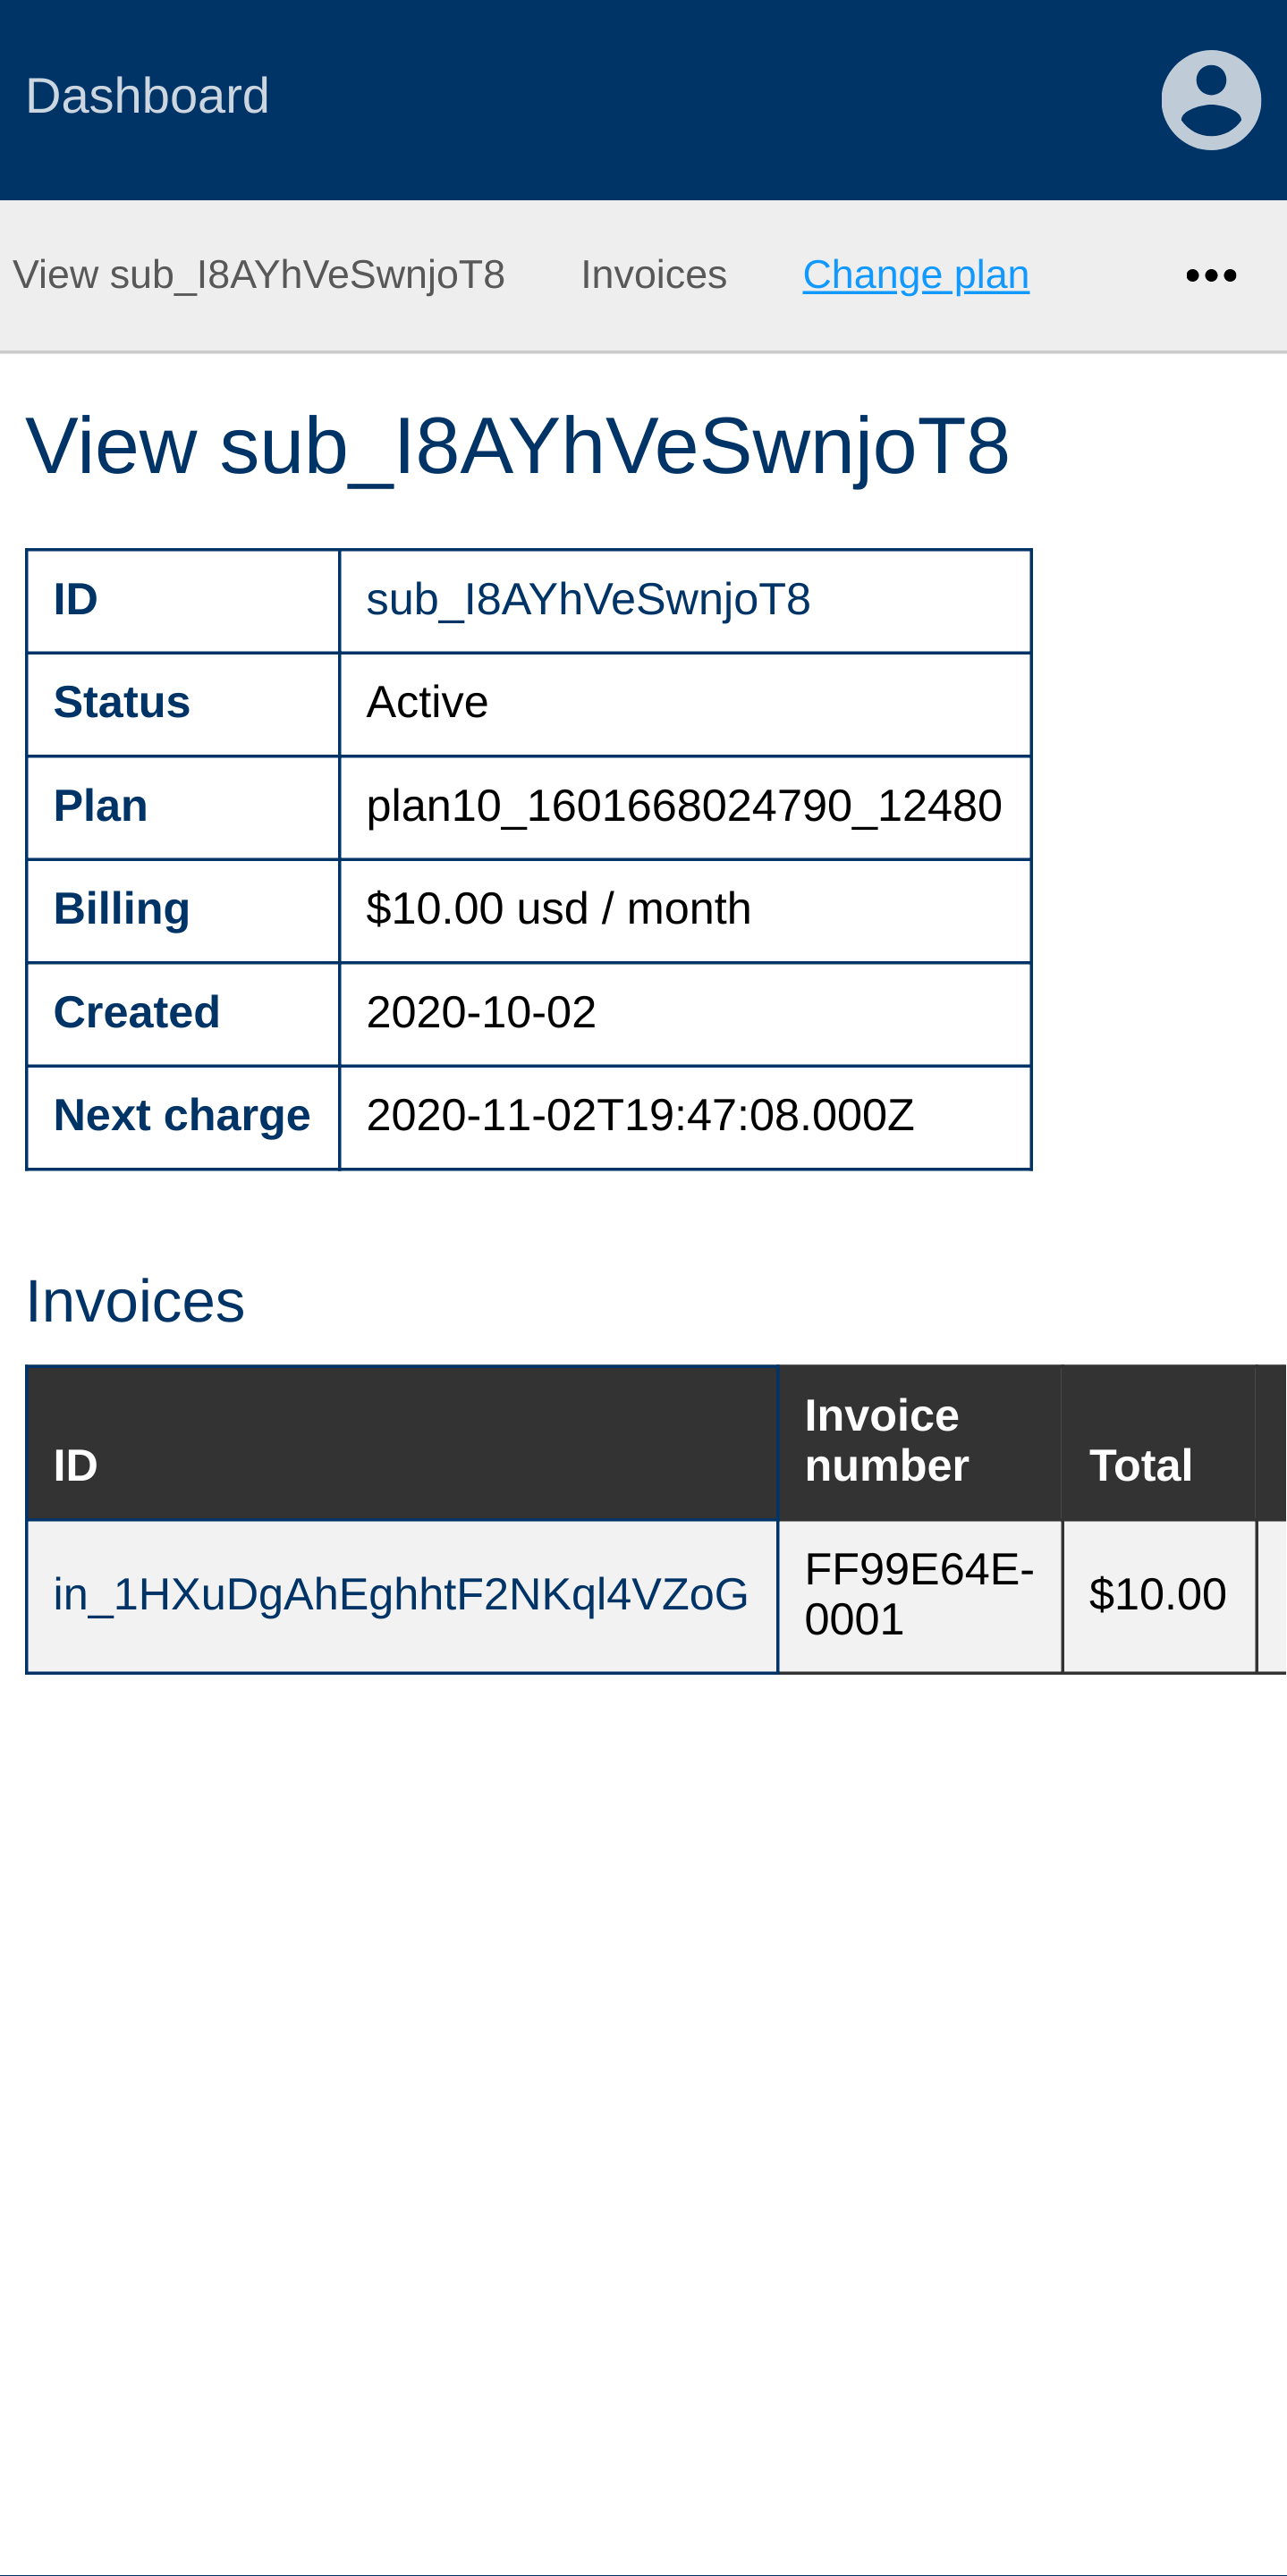 Dashboard
View sub_I8AYhVeSwnjoT8 Invoices Change plan
View sub_I8AYhVeSwnjoT8
ID sub_I8AYhVeSwnjoT8
Status Active
Plan plan10_1601668024790_12480
Billing $10.00 usd / month
Created 2020-10-02
Next charge 2020-11-02T19:47:08.000Z
Invoices
ID Invoice number Total
in_1HXuDgAhEghhtF2NKql4VZoG FF99E64E-0001 $10.00